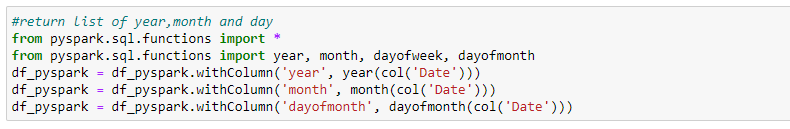 #return list of year,month and day
from pyspark.sql.functions import *
from pyspark.sql.functions import year, month, dayofweek, dayofmonth
df_pyspark = df_pyspark.withColumn('year', year(col('Date')))
df_pyspark = df_pyspark.withColumn('month', month(col('Date')))
df_pyspark = df_pyspark.withColumn('dayofmonth', dayofmonth(col('Date')))